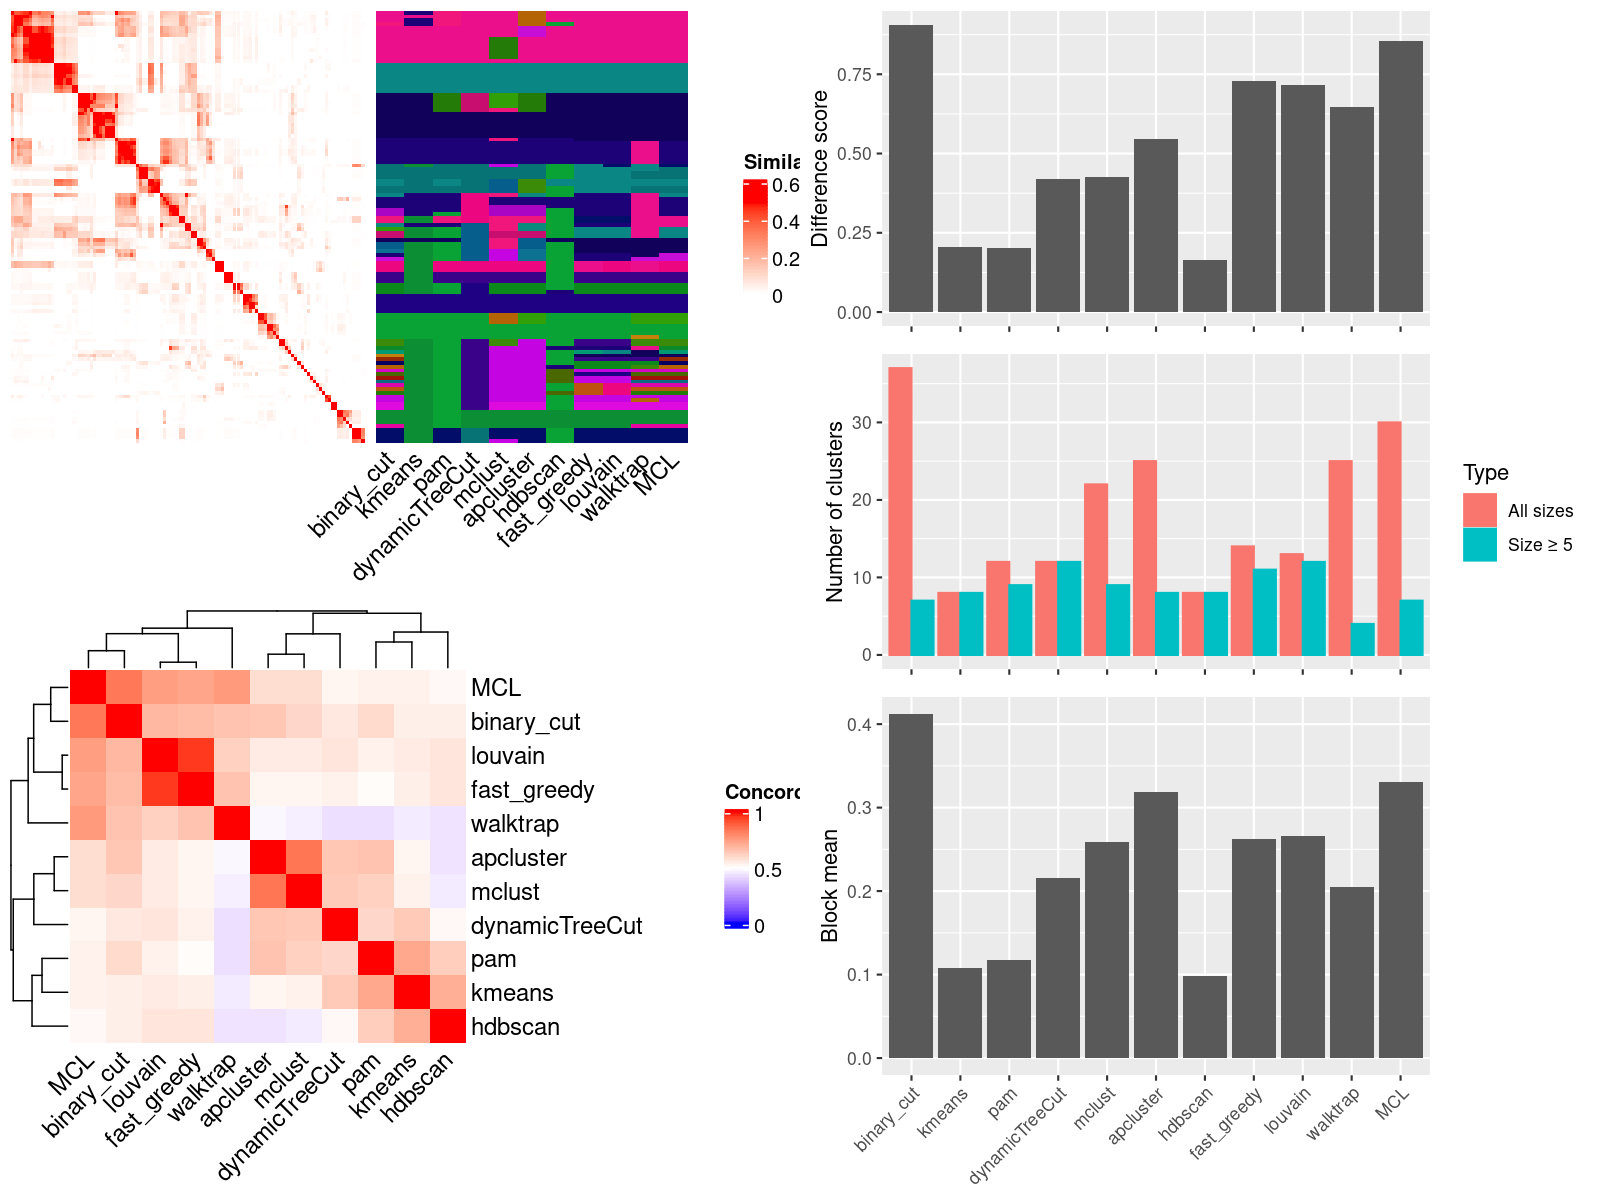 Simila
0.6
0.4
0.2
0
binary_cut
kmeans
pam
dynamicTreeCut
mclust
apcluster
hdbscan
fast_greedy
louvain
walktrap
MCL
Difference score
0.75
0.50
0.25
0.00
Number of clusters
30
20
10
0
Type
All sizes
Size ≥ 5
Block mean
0.4
0.3
0.2
0.1
0.0
binary_cut
kmeans
pam
dynamicTreeCut
mclust
apcluster
hdbscan
fast_greedy
louvain
walktrap
MCL
MCL
binary_cut
louvain
fast_greedy
walktrap
apcluster
mclust
dynamicTreeCut
pam
kmeans
hdbscan
Concord
1
0.5
0
MCL
binary_cut
louvain
fast_greedy
walktrap
apcluster
mclust
dynamicTreeCut
pam
kmeans
hdbscan